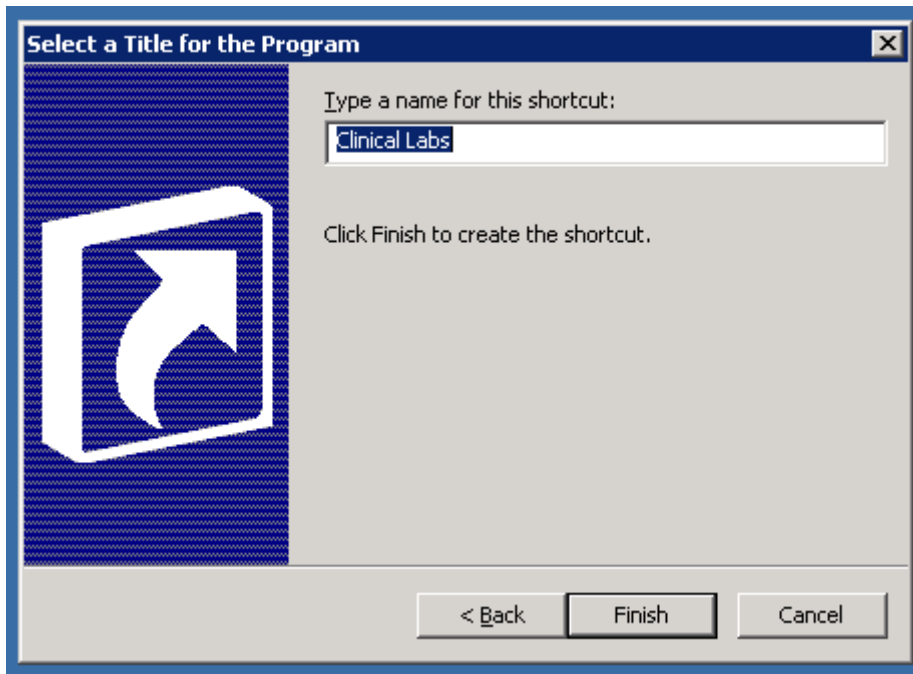 Select a Title for the Program
Type a name for this shortcut:
Clinical Labs
Click Finish to create the shortcut.
< Back
Finish
Cancel